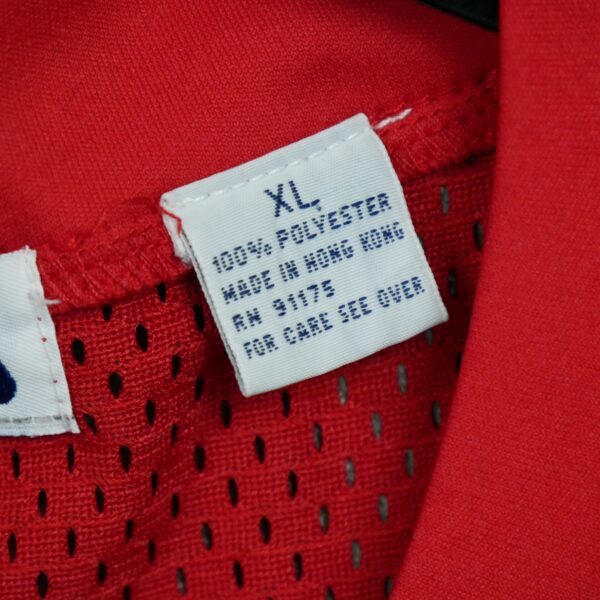 XL
100% POLYESTER
MADE IN HONG KONG
RN 91175
FOR CARE SEE OVER